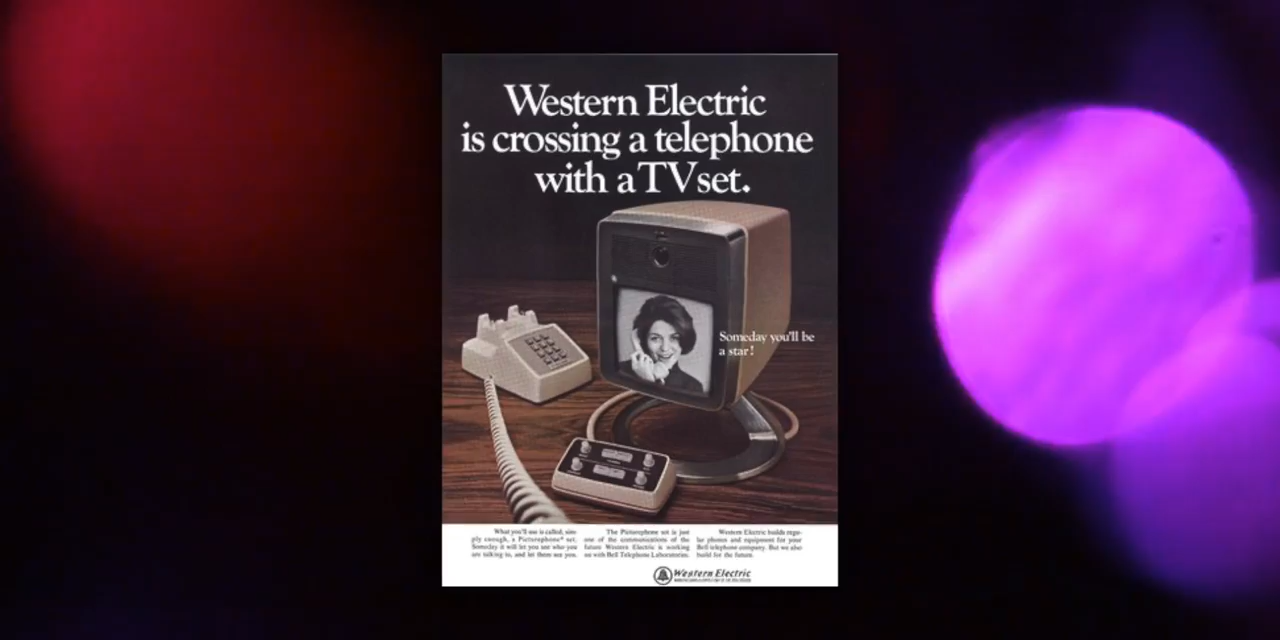 Western Electric
is crossing a telephone
with a TV set.
Someday you'll be
a star!
What you'll use is called, sim-
ply enough, a Picturephone* set.
Someday it will let you see who you
are talking to, and let them see you.
The Picturephone set is just
one of the communications of the
future Western Electric is working
on with Bell Telephone Laboratories.
Western Electric builds regu-
lar phones and equipment for your
Bell telephone company. But we also
build for the future.
Western Electric